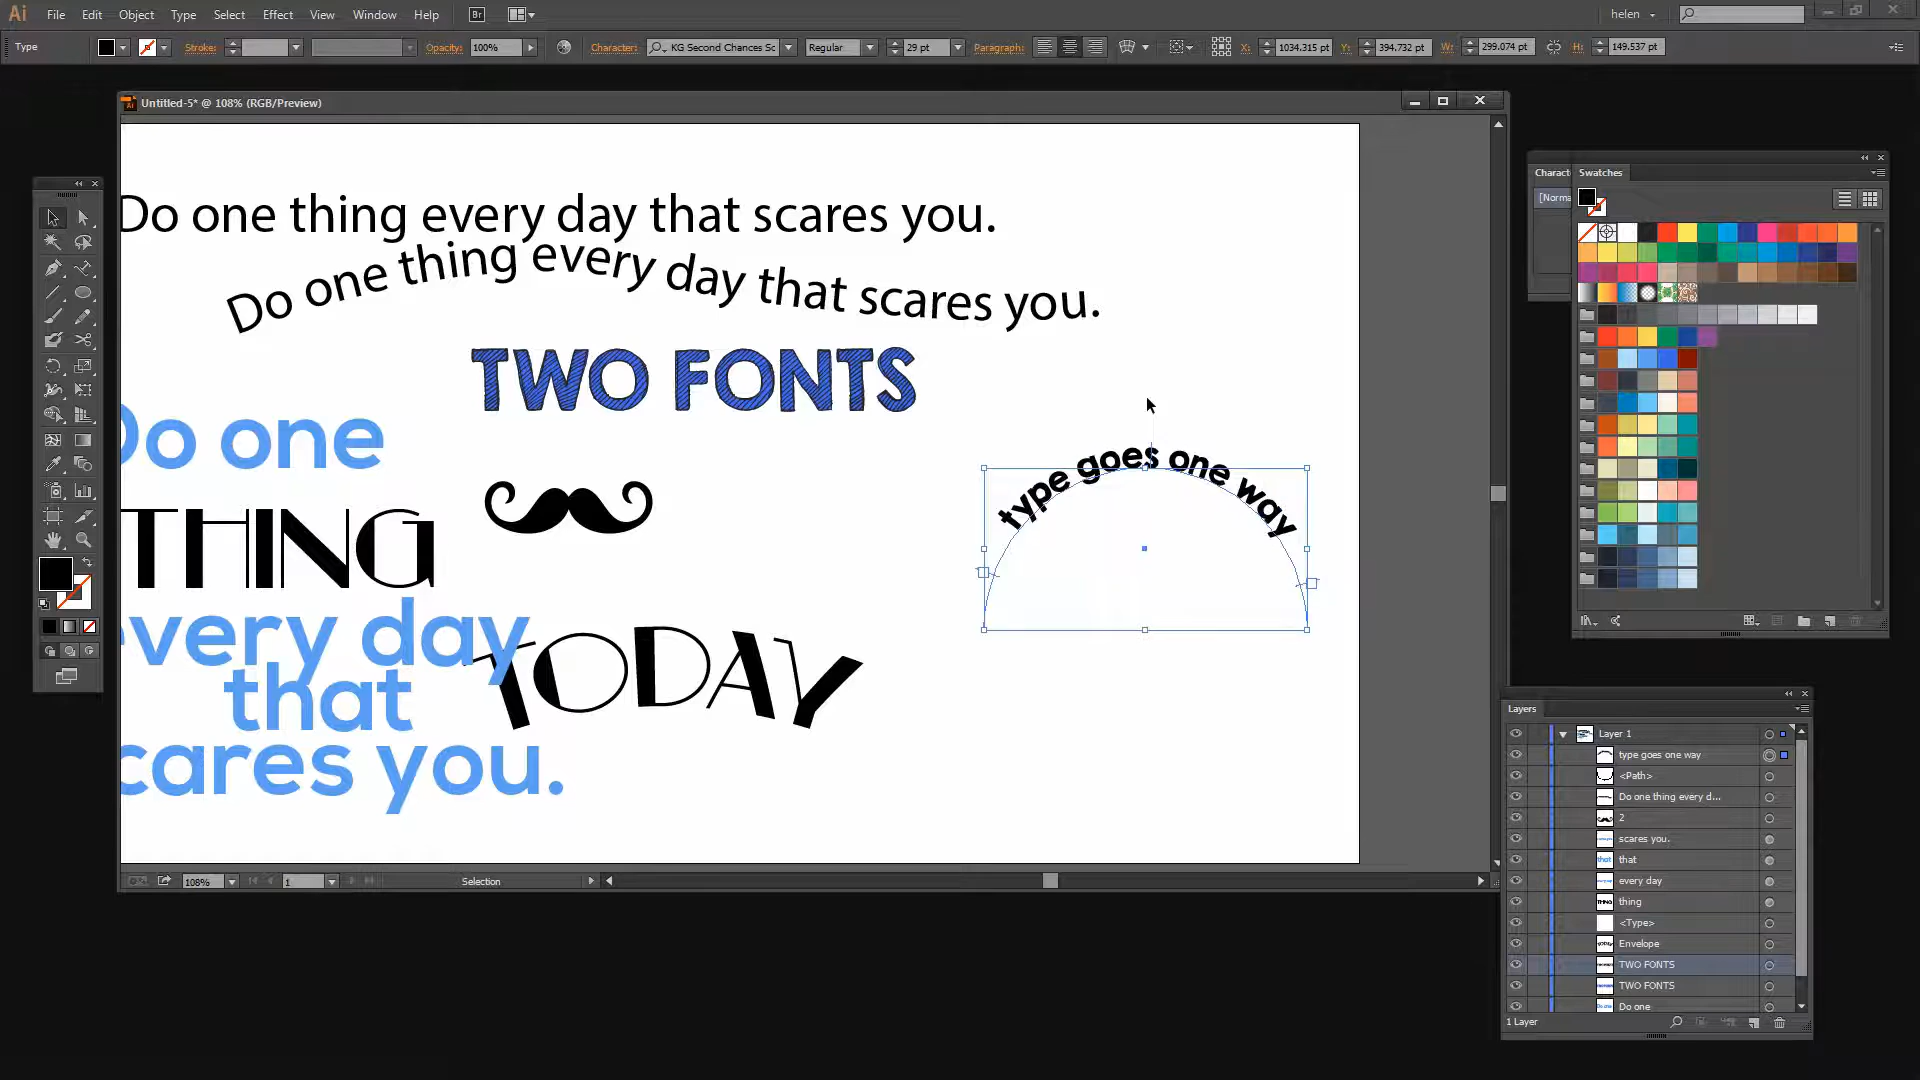 Ai File Edit Object Type Select Effect View Window Help Br helen
Type Stroke: Opacity: 100% Character: KG Second Chances Sc Regular 29 pt Paragraph: X: 1034.315 pt Y: 394.732 pt W: 299.074 pt H: 149.537 pt
Untitled-5* @ 108% (RGB/Preview)
Do one thing every day that scares you.
Do one thing every day that scares you.
TWO FONTS
Do one
THING
every day
that
scares you.
TODAY
type goes one way
108% 1 Selection
Charact Swatches
[Norma
Layers
Layer 1
type goes one way
<Path>
Do one thing every d...
2
scares you.
that
every day
thing
<Type>
Envelope
TWO FONTS
TWO FONTS
Do one
1 Layer